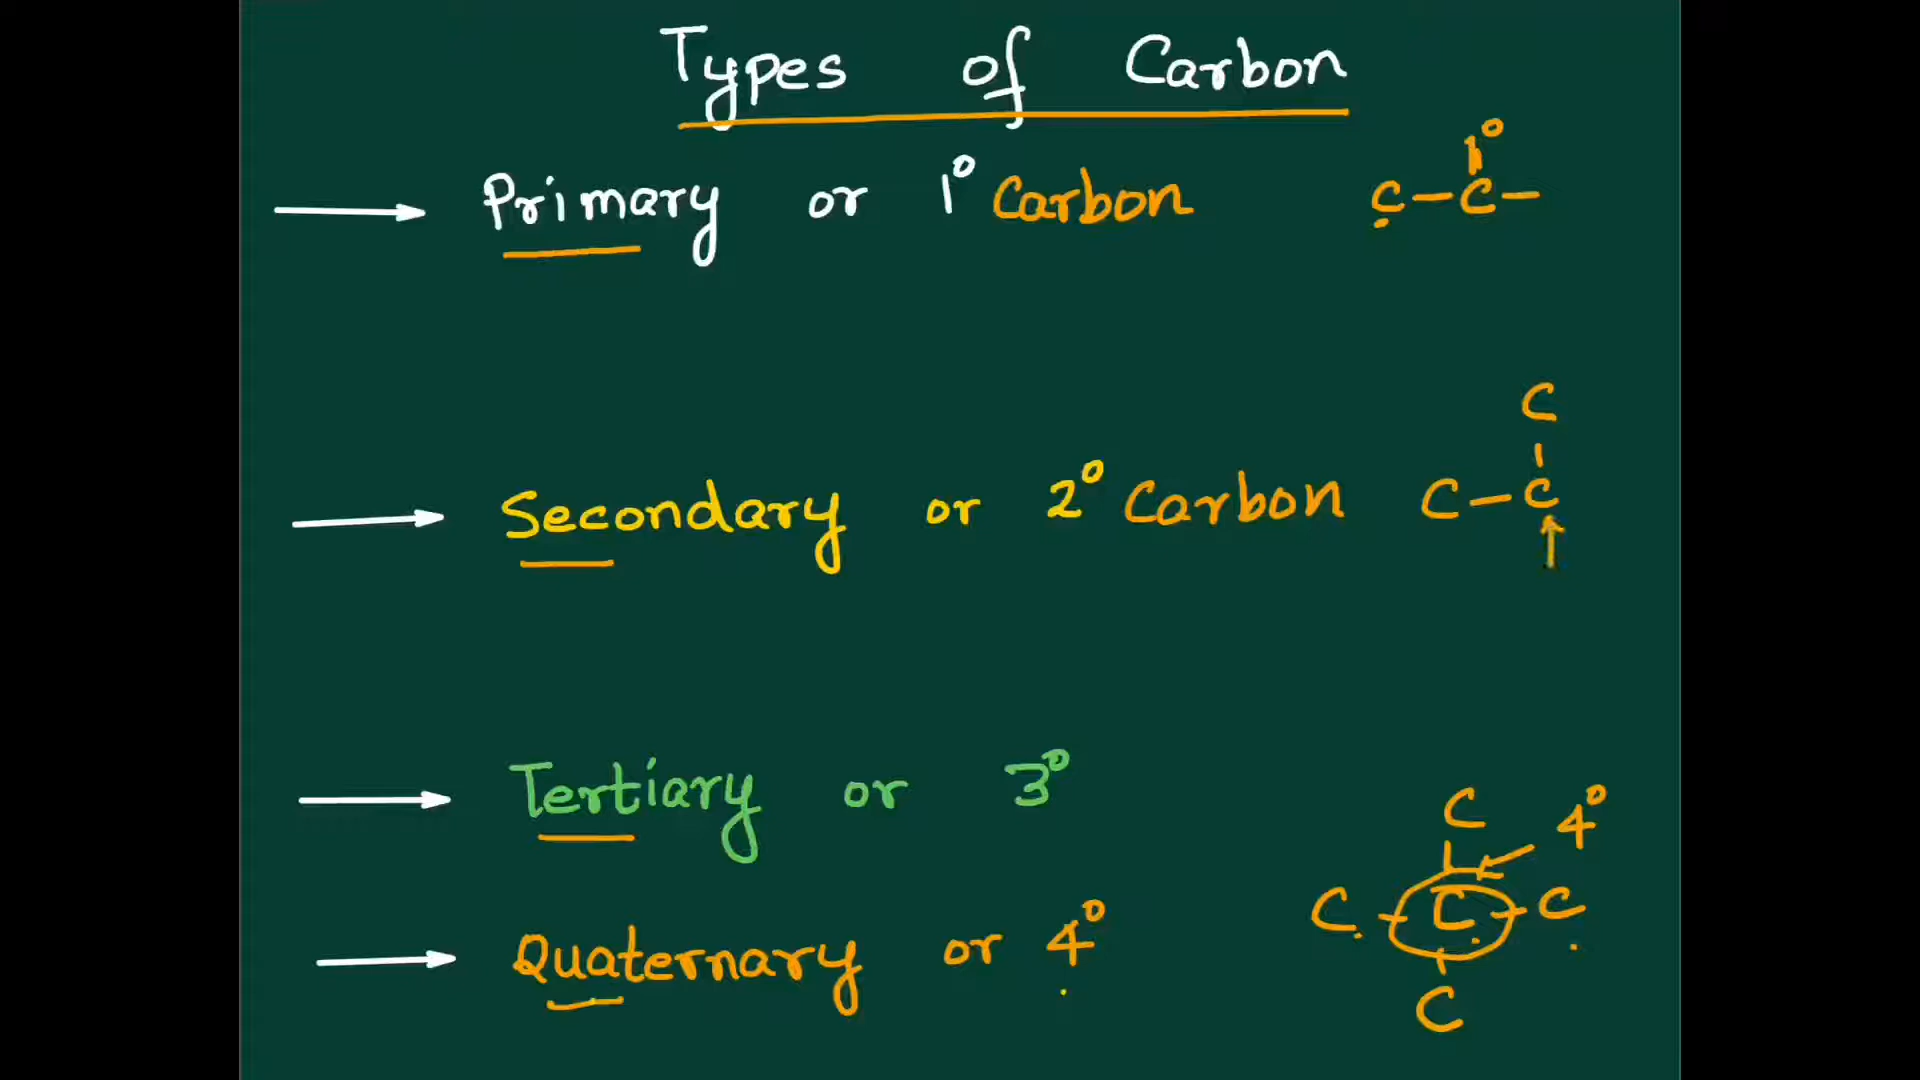 Types of Carbon
→ Primary or 1° Carbon C-C- 1°
C
→ Secondary or 2° Carbon C-C
→ Tertiary or 3°
C 4°
C-C-C
→ Quaternary or 4°
C